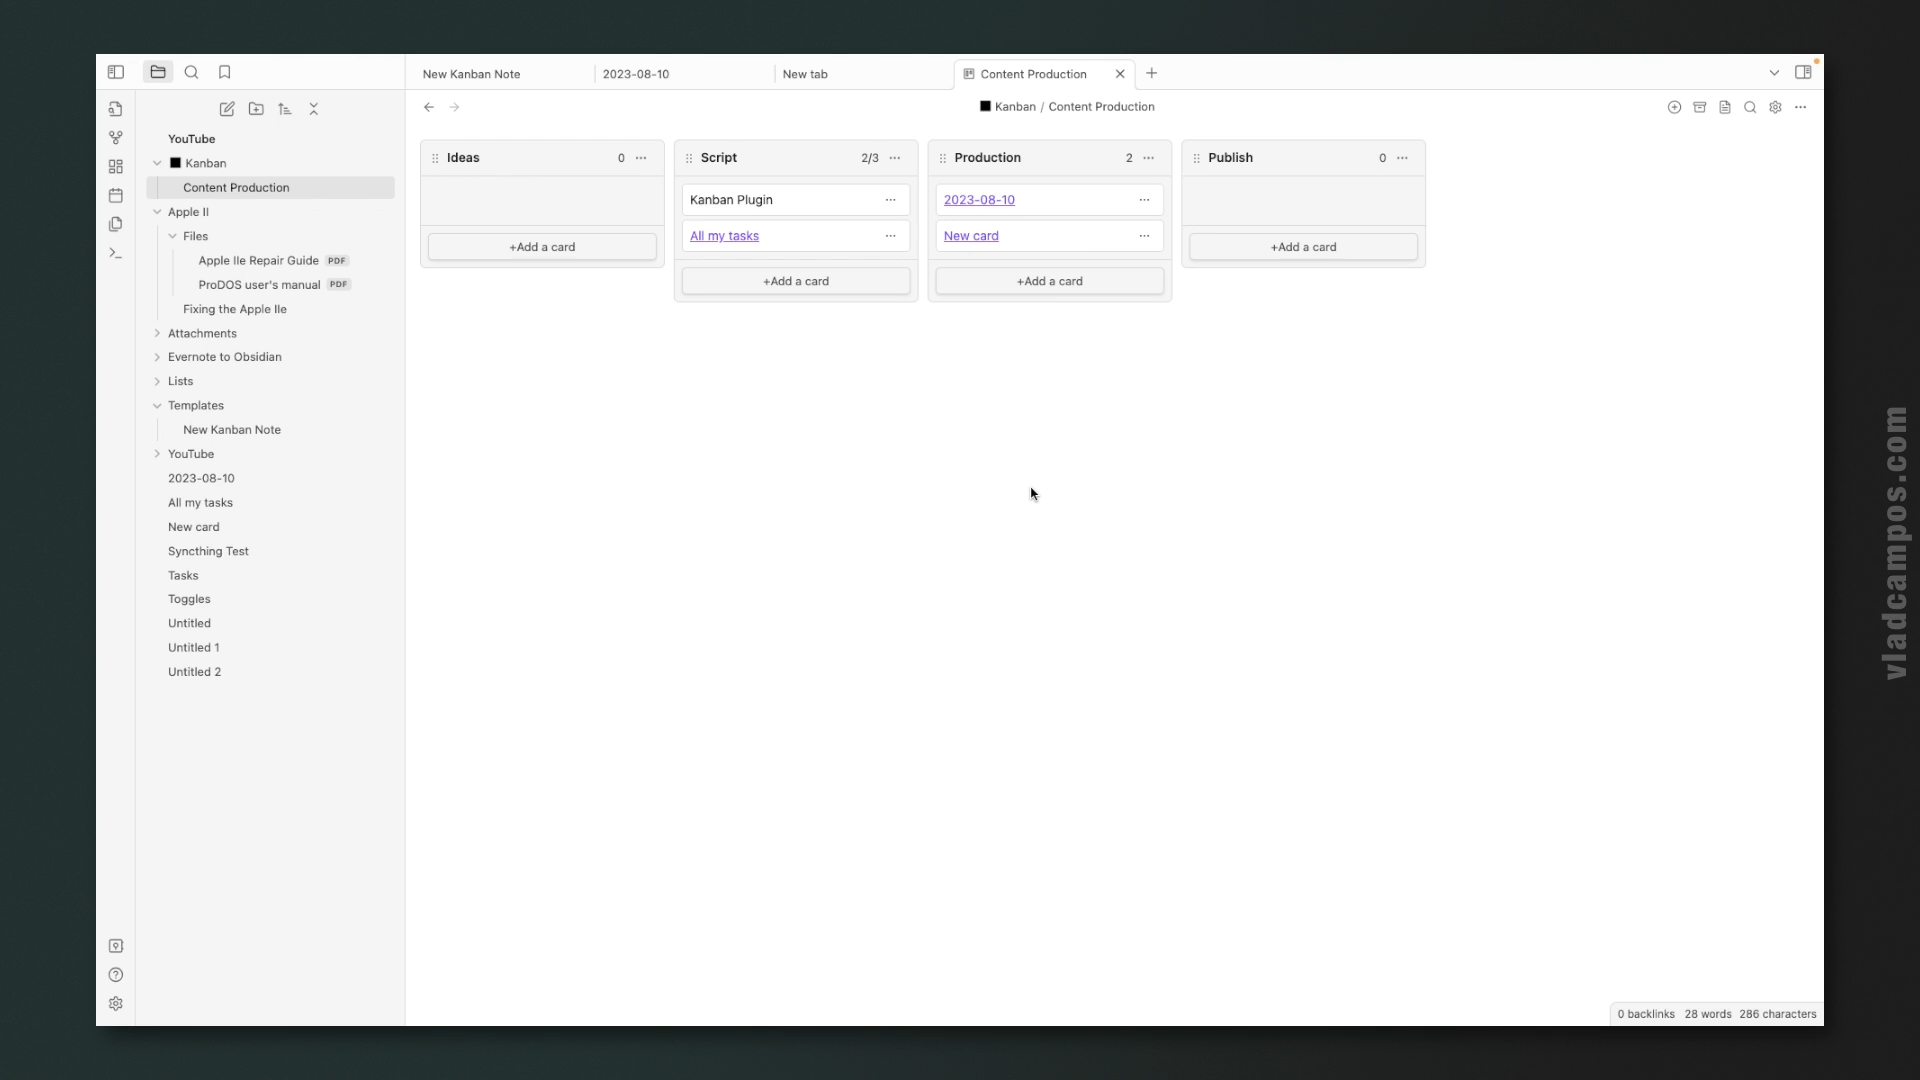 New Kanban Note
2023-08-10
New tab
Content Production
Kanban / Content Production
YouTube
Kanban
Content Production
Apple II
Files
Apple IIe Repair Guide PDF
ProDOS user's manual PDF
Fixing the Apple IIe
Attachments
Evernote to Obsidian
Lists
Templates
New Kanban Note
YouTube
2023-08-10
All my tasks
New card
Syncthing Test
Tasks
Toggles
Untitled
Untitled 1
Untitled 2
Ideas 0
+Add a card
Script 2/3
Kanban Plugin
All my tasks
+Add a card
Production 2
2023-08-10
New card
+Add a card
Publish 0
+Add a card
0 backlinks 28 words 286 characters
vladcampos.com